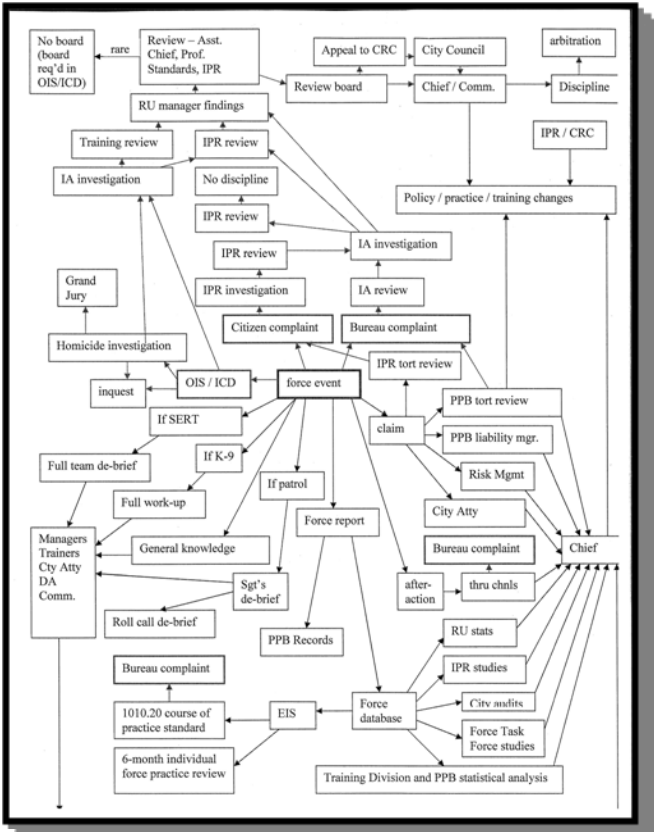 No board
(board
req'd in
OIS/ICD)
rare
Review – Asst.
Chief, Prof.
Standards, IPR
Appeal to CRC
City Council
arbitration
Review board
Chief / Comm.
Discipline
RU manager findings
IPR / CRC
Training review
IPR review
IA investigation
No discipline
Policy / practice / training changes
IPR review
IPR review
IA investigation
Grand
Jury
IPR investigation
IA review
Citizen complaint
Bureau complaint
Homicide investigation
IPR tort review
inquest
OIS / ICD
force event
PPB tort review
If SERT
claim
PPB liability mgr.
Full team de-brief
If K-9
If patrol
Risk Mgmt
Full work-up
Force report
City Atty
Managers
Trainers
Cty Atty
DA
Comm.
General knowledge
Bureau complaint
Chief
Sgt's
de-brief
after-
action
thru chnls
Roll call de-brief
PPB Records
RU stats
Bureau complaint
IPR studies
1010.20 course of
practice standard
EIS
Force
database
City audits
Force Task
Force studies
6-month individual
force practice review
Training Division and PPB statistical analysis